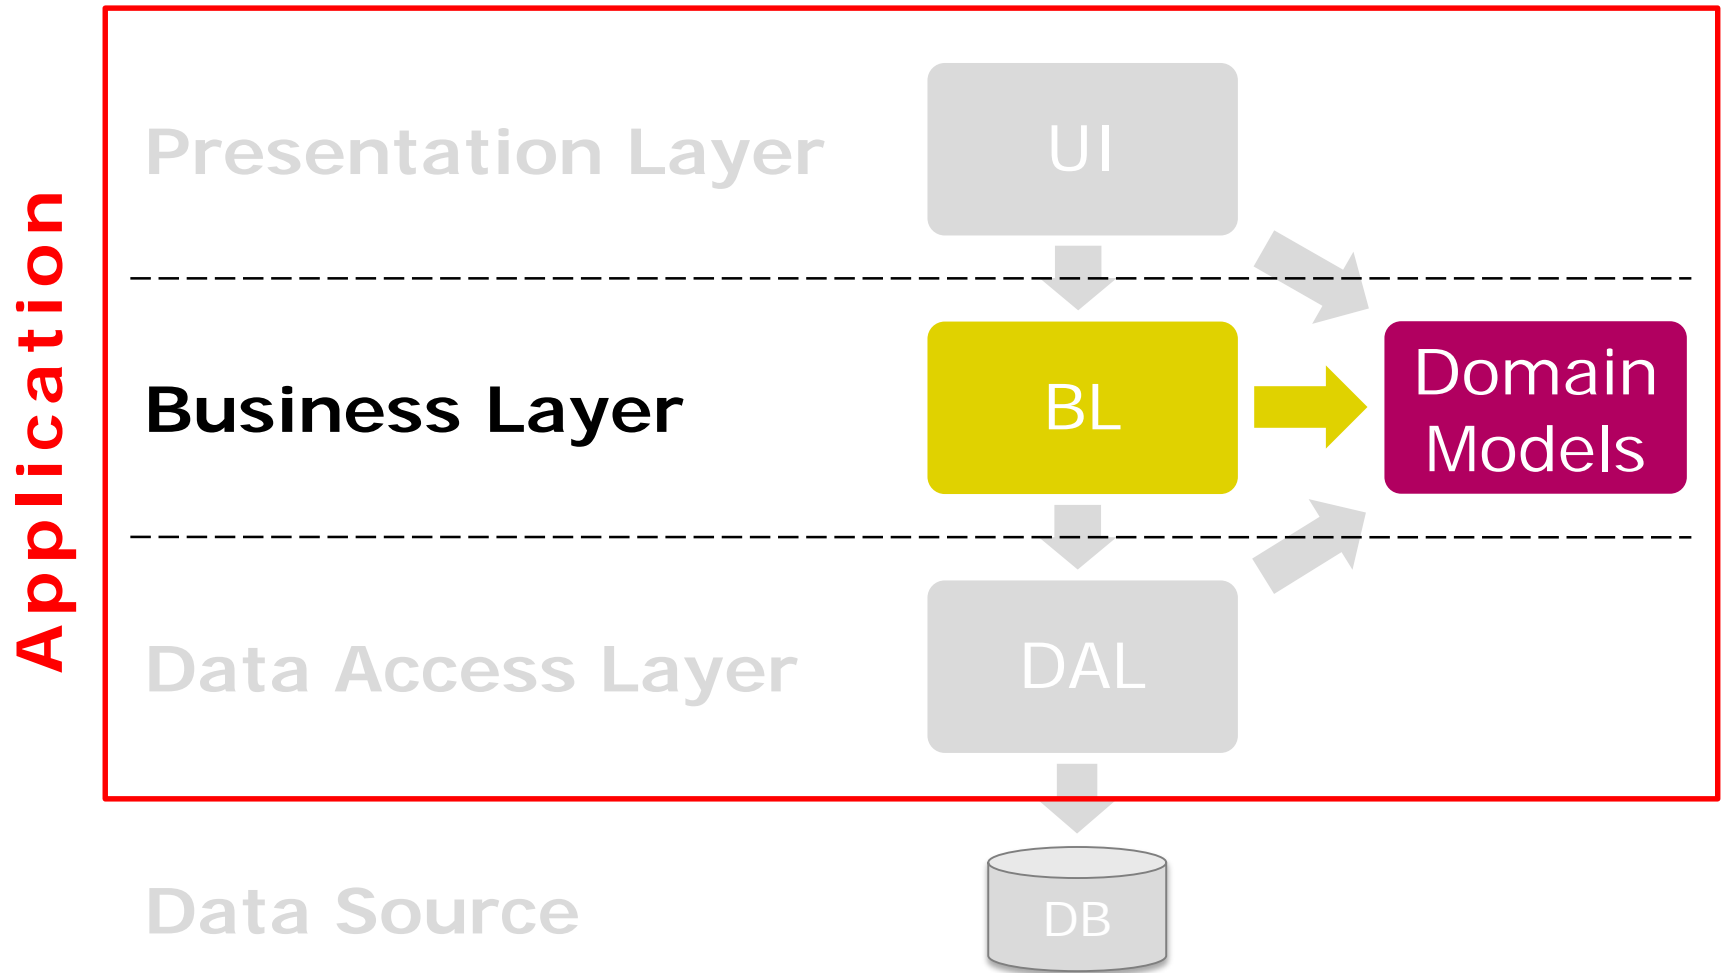 Application
Presentation Layer
UI
Business Layer
BL
Domain
Models
Data Access Layer
DAL
Data Source
DB